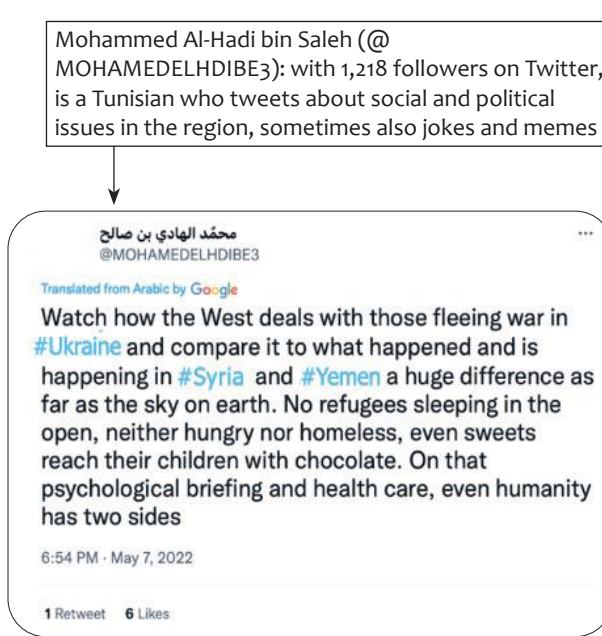 Mohammed Al-Hadi bin Saleh (@
MOHAMEDELHDIBE3): with 1,218 followers on Twitter,
is a Tunisian who tweets about social and political
issues in the region, sometimes also jokes and memes
محمّد الهادي بن صالح
@MOHAMEDELHDIBE3
Translated from Arabic by Google
Watch how the West deals with those fleeing war in
#Ukraine and compare it to what happened and is
happening in #Syria and #Yemen a huge difference as
far as the sky on earth. No refugees sleeping in the
open, neither hungry nor homeless, even sweets
reach their children with chocolate. On that
psychological briefing and health care, even humanity
has two sides
6:54 PM · May 7, 2022
1 Retweet 6 Likes